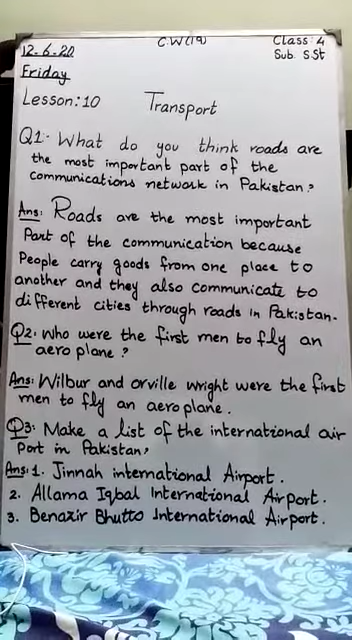 12-6-20
C.W(19)
Class: 4
Sub. S.St
Friday
Lesson:10 Transport
Q1:- What do you think roads are
the most important part of the
communications network in Pakistan?
Ans: Roads are the most important
Part of the communication because
People carry goods from one place to
another and they also communicate to
different cities through roads in Pakistan.
Q2. Who were the first men to fly an
aero plane?
Ans: Wilbur and orville wright were the first
men to fly an aeroplane.
Q3: Make a list of the international air
Port in Pakistan?
Ans: 1. Jinnah international Airport.
2. Allama Iqbal International Airport.
3. Benazir Bhutto International Airport.